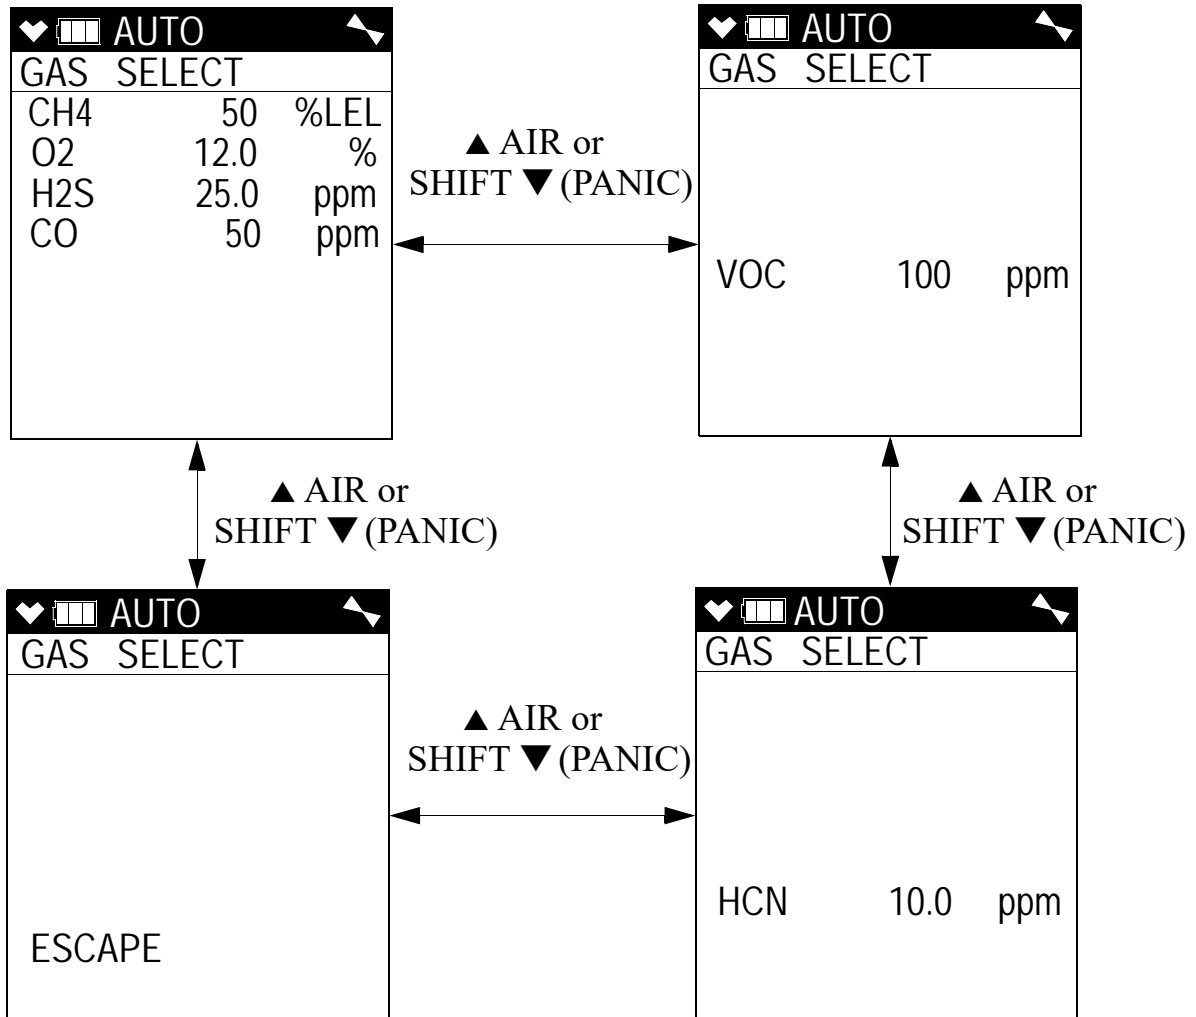 AUTO
GAS SELECT
CH4 50 %LEL
O2 12.0 %
H2S 25.0 ppm
CO 50 ppm
▲ AIR or
SHIFT ▼ (PANIC)
AUTO
GAS SELECT
VOC 100 ppm
▲ AIR or
SHIFT ▼ (PANIC)
▲ AIR or
SHIFT ▼ (PANIC)
AUTO
GAS SELECT
ESCAPE
▲ AIR or
SHIFT ▼ (PANIC)
AUTO
GAS SELECT
HCN 10.0 ppm